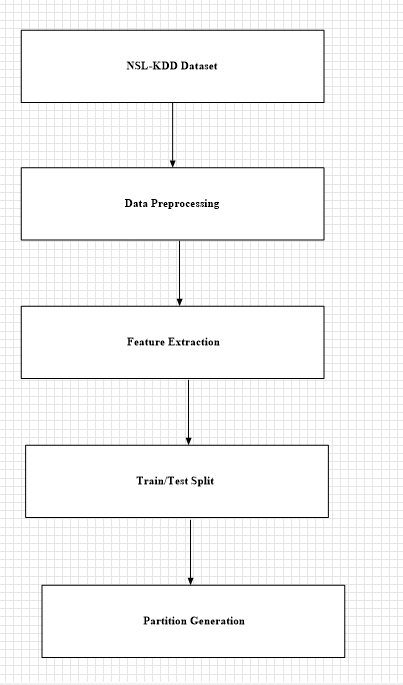 NSL-KDD Dataset
Data Preprocessing
Feature Extraction
Train/Test Split
Partition Generation